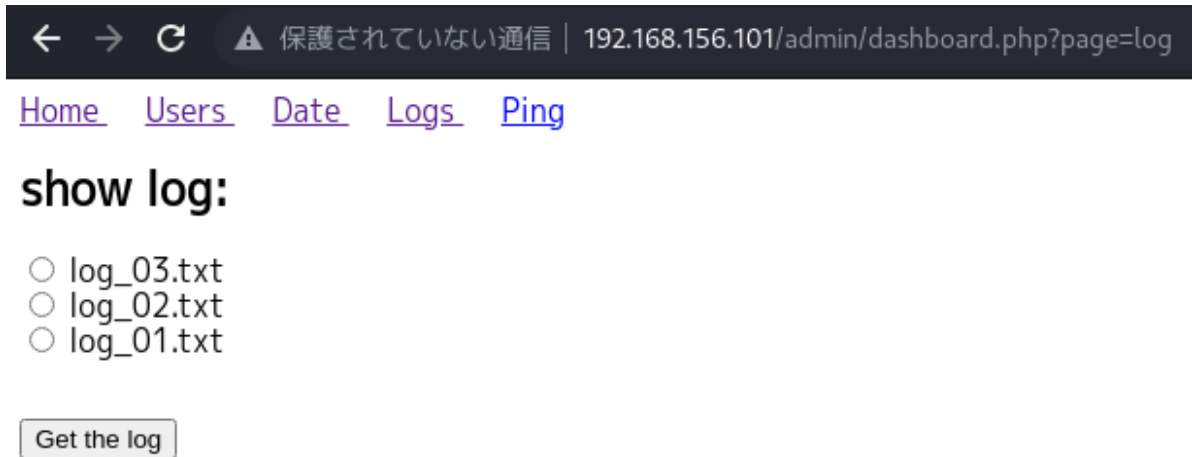 保護されていない通信 | 192.168.156.101/admin/dashboard.php?page=log
Home Users Date Logs Ping
show log:
log_03.txt
log_02.txt
log_01.txt
Get the log